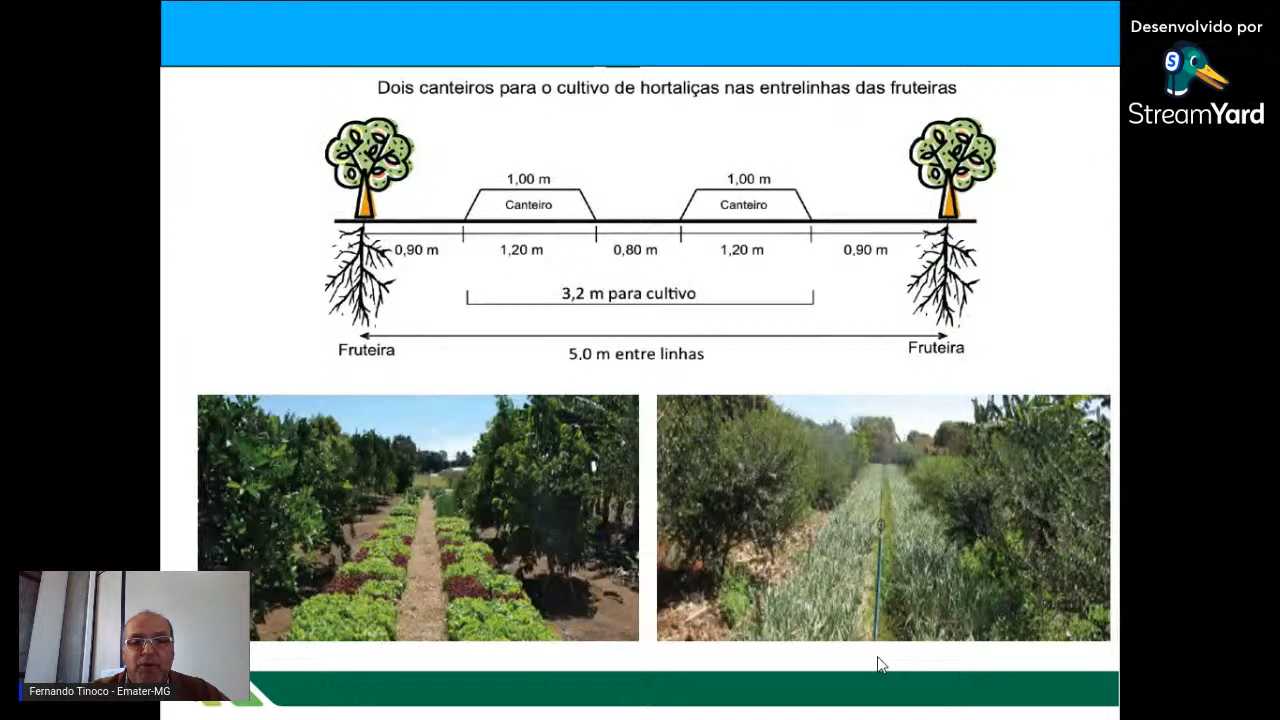 Desenvolvido por
StreamYard
Dois canteiros para o cultivo de hortaliças nas entrelinhas das fruteiras
1,00 m
1,00 m
Canteiro
Canteiro
0,90 m
1,20 m
0,80 m
1,20 m
0,90 m
3,2 m para cultivo
Fruteira
5.0 m entre linhas
Fruteira
Fernando Tinoco - Emater-MG